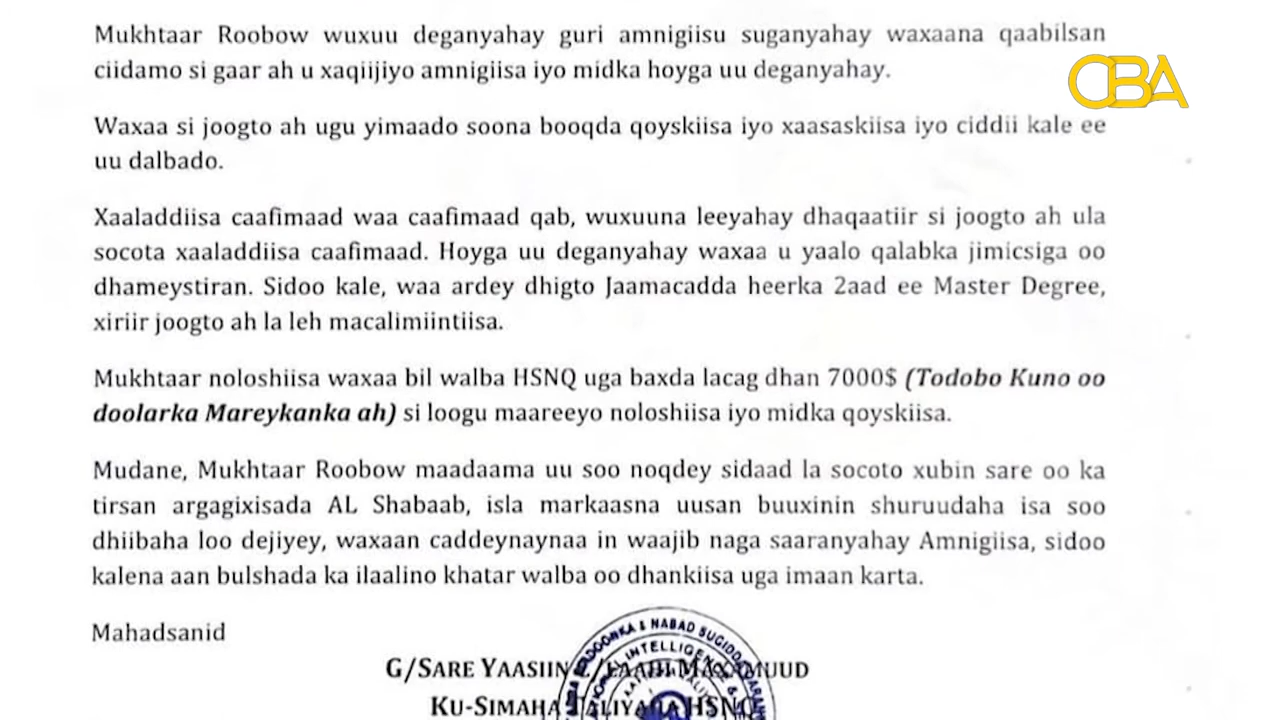 Mukhtaar Roobow wuxuu deganyahay guri amnigiisu suganyahay waxaana qaabilsan
ciidamo si gaar ah u xaqiijiyo amnigiisa iyo midka hoyga uu deganyahay.
CBA
Waxaa si joogto ah ugu yimaado soona booqda qoyskiisa iyo xaasaskiisa iyo ciddii kale ee
uu dalbado.
Xaaladdiisa caafimaad waa caafimaad qab, wuxuuna leeyahay dhaqaatiir si joogto ah ula
socota xaaladdiisa caafimaad. Hoyga uu deganyahay waxaa u yaalo qalabka jimicsiga oo
dhameystiran. Sidoo kale, waa ardey dhigto Jaamacadda heerka 2aad ee Master Degree,
xiriir joogto ah la leh macalimiintiisa.
Mukhtaar noloshiisa waxaa bil walba HSNQ uga baxda lacag dhan 7000$ (Todobo Kuno oo
doolarka Mareykanka ah) si loogu maareeyo noloshiisa iyo midka qoyskiisa.
Mudane, Mukhtaar Roobow maadaama uu soo noqdey sidaad la socoto xubin sare oo ka
tirsan argagixisada AL Shabaab, isla markaasna uusan buuxinin shuruudaha isa soo
dhiibaha loo dejiyey, waxaan caddeynaynaa in waajib naga saaranyahay Amnigiisa, sidoo
kalena aan bulshada ka ilaalino khatar walba oo dhankiisa uga imaan karta.
Mahadsanid
G/SARE YAASIIN
KU-SIMAHA TALIYAHA HSNQ
& NABAD SUGIDDA
INTELLIGENCE &